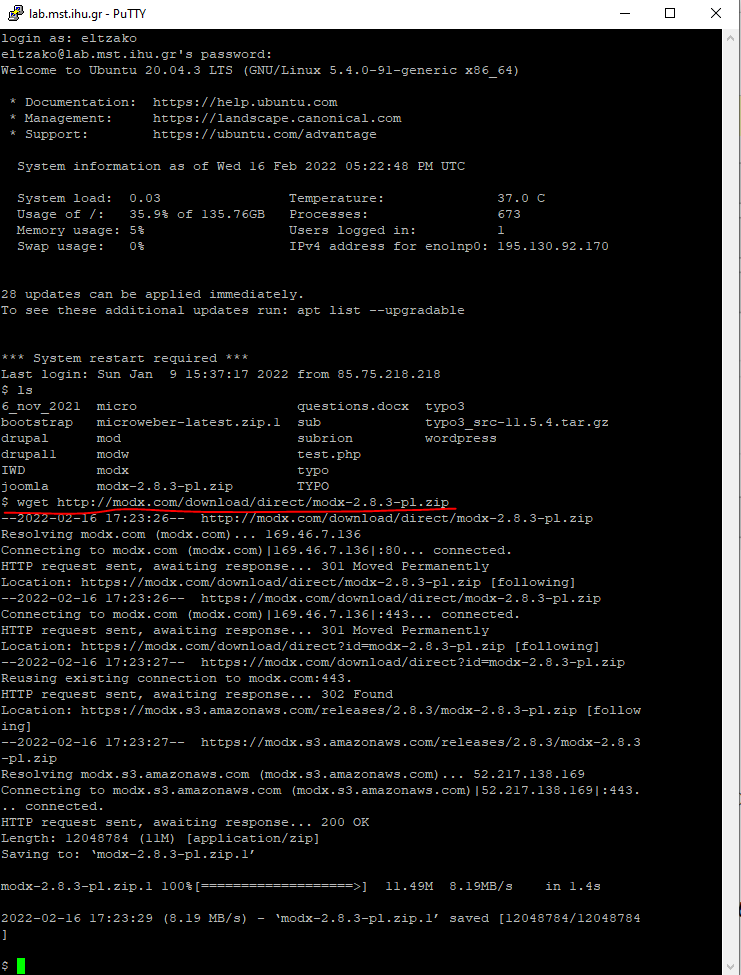 lab.mst.ihu.gr - PuTTY
login as: eltzako
eltzako@lab.mst.ihu.gr's password:
Welcome to Ubuntu 20.04.3 LTS (GNU/Linux 5.4.0-91-generic x86_64)
* Documentation:  https://help.ubuntu.com
* Management:     https://landscape.canonical.com
* Support:        https://ubuntu.com/advantage
System information as of Wed 16 Feb 2022 05:22:48 PM UTC
System load:  0.03                Temperature:              37.0 C
Usage of /:   35.9% of 135.76GB   Processes:                673
Memory usage: 5%                  Users logged in:          1
Swap usage:   0%                  IPv4 address for eno1np0: 195.130.92.170
28 updates can be applied immediately.
To see these additional updates run: apt list --upgradable
*** System restart required ***
Last login: Sun Jan  9 15:37:17 2022 from 85.75.218.218
$ ls
6_nov_2021  micro                    questions.docx  typo3
bootstrap   microweber-latest.zip.1  sub             typo3_src-11.5.4.tar.gz
drupal      mod                      subrion         wordpress
drupal1     modw                     test.php
IWD         modx                     typo
joomla      modx-2.8.3-pl.zip        TYPO
$ wget http://modx.com/download/direct/modx-2.8.3-pl.zip
--2022-02-16 17:23:26--  http://modx.com/download/direct/modx-2.8.3-pl.zip
Resolving modx.com (modx.com)... 169.46.7.136
Connecting to modx.com (modx.com)|169.46.7.136|:80... connected.
HTTP request sent, awaiting response... 301 Moved Permanently
Location: https://modx.com/download/direct/modx-2.8.3-pl.zip [following]
--2022-02-16 17:23:26--  https://modx.com/download/direct/modx-2.8.3-pl.zip
Connecting to modx.com (modx.com)|169.46.7.136|:443... connected.
HTTP request sent, awaiting response... 301 Moved Permanently
Location: https://modx.com/download/direct?id=modx-2.8.3-pl.zip [following]
--2022-02-16 17:23:27--  https://modx.com/download/direct?id=modx-2.8.3-pl.zip
Reusing existing connection to modx.com:443.
HTTP request sent, awaiting response... 302 Found
Location: https://modx.s3.amazonaws.com/releases/2.8.3/modx-2.8.3-pl.zip [follow
ing]
--2022-02-16 17:23:27--  https://modx.s3.amazonaws.com/releases/2.8.3/modx-2.8.3
-pl.zip
Resolving modx.s3.amazonaws.com (modx.s3.amazonaws.com)... 52.217.138.169
Connecting to modx.s3.amazonaws.com (modx.s3.amazonaws.com)|52.217.138.169|:443.
.. connected.
HTTP request sent, awaiting response... 200 OK
Length: 12048784 (11M) [application/zip]
Saving to: ‘modx-2.8.3-pl.zip.1’
modx-2.8.3-pl.zip.1 100%[===================>]  11.49M  8.19MB/s    in 1.4s
2022-02-16 17:23:29 (8.19 MB/s) - ‘modx-2.8.3-pl.zip.1’ saved [12048784/12048784
]
$